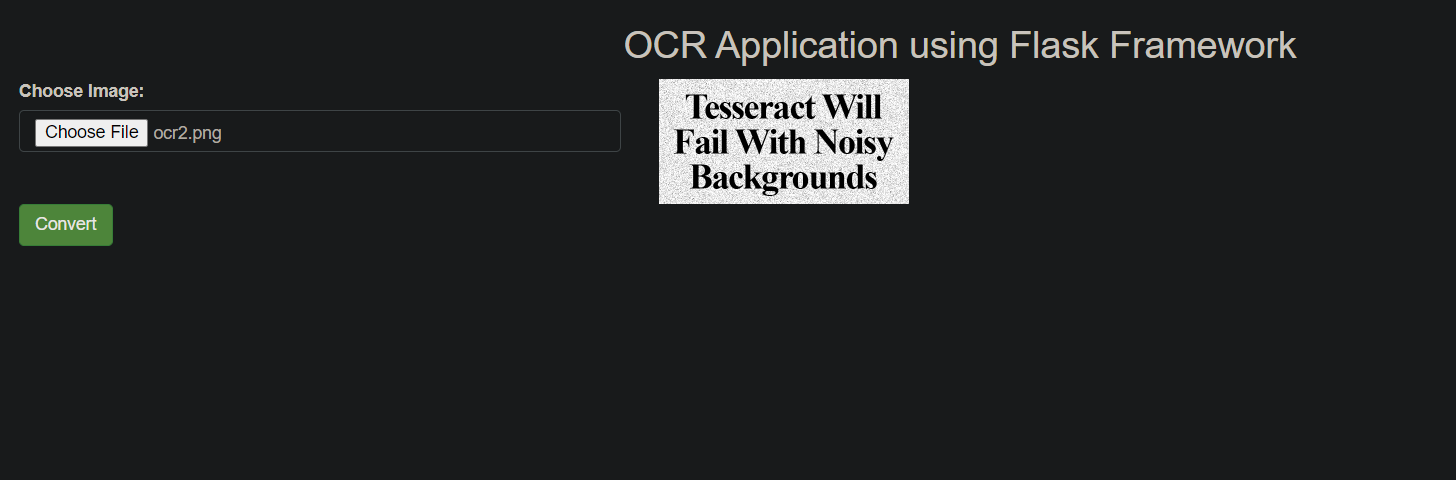 OCR Application using Flask Framework
Choose Image:
Choose File ocr2.png
Convert
Tesseract Will
Fail With Noisy
Backgrounds